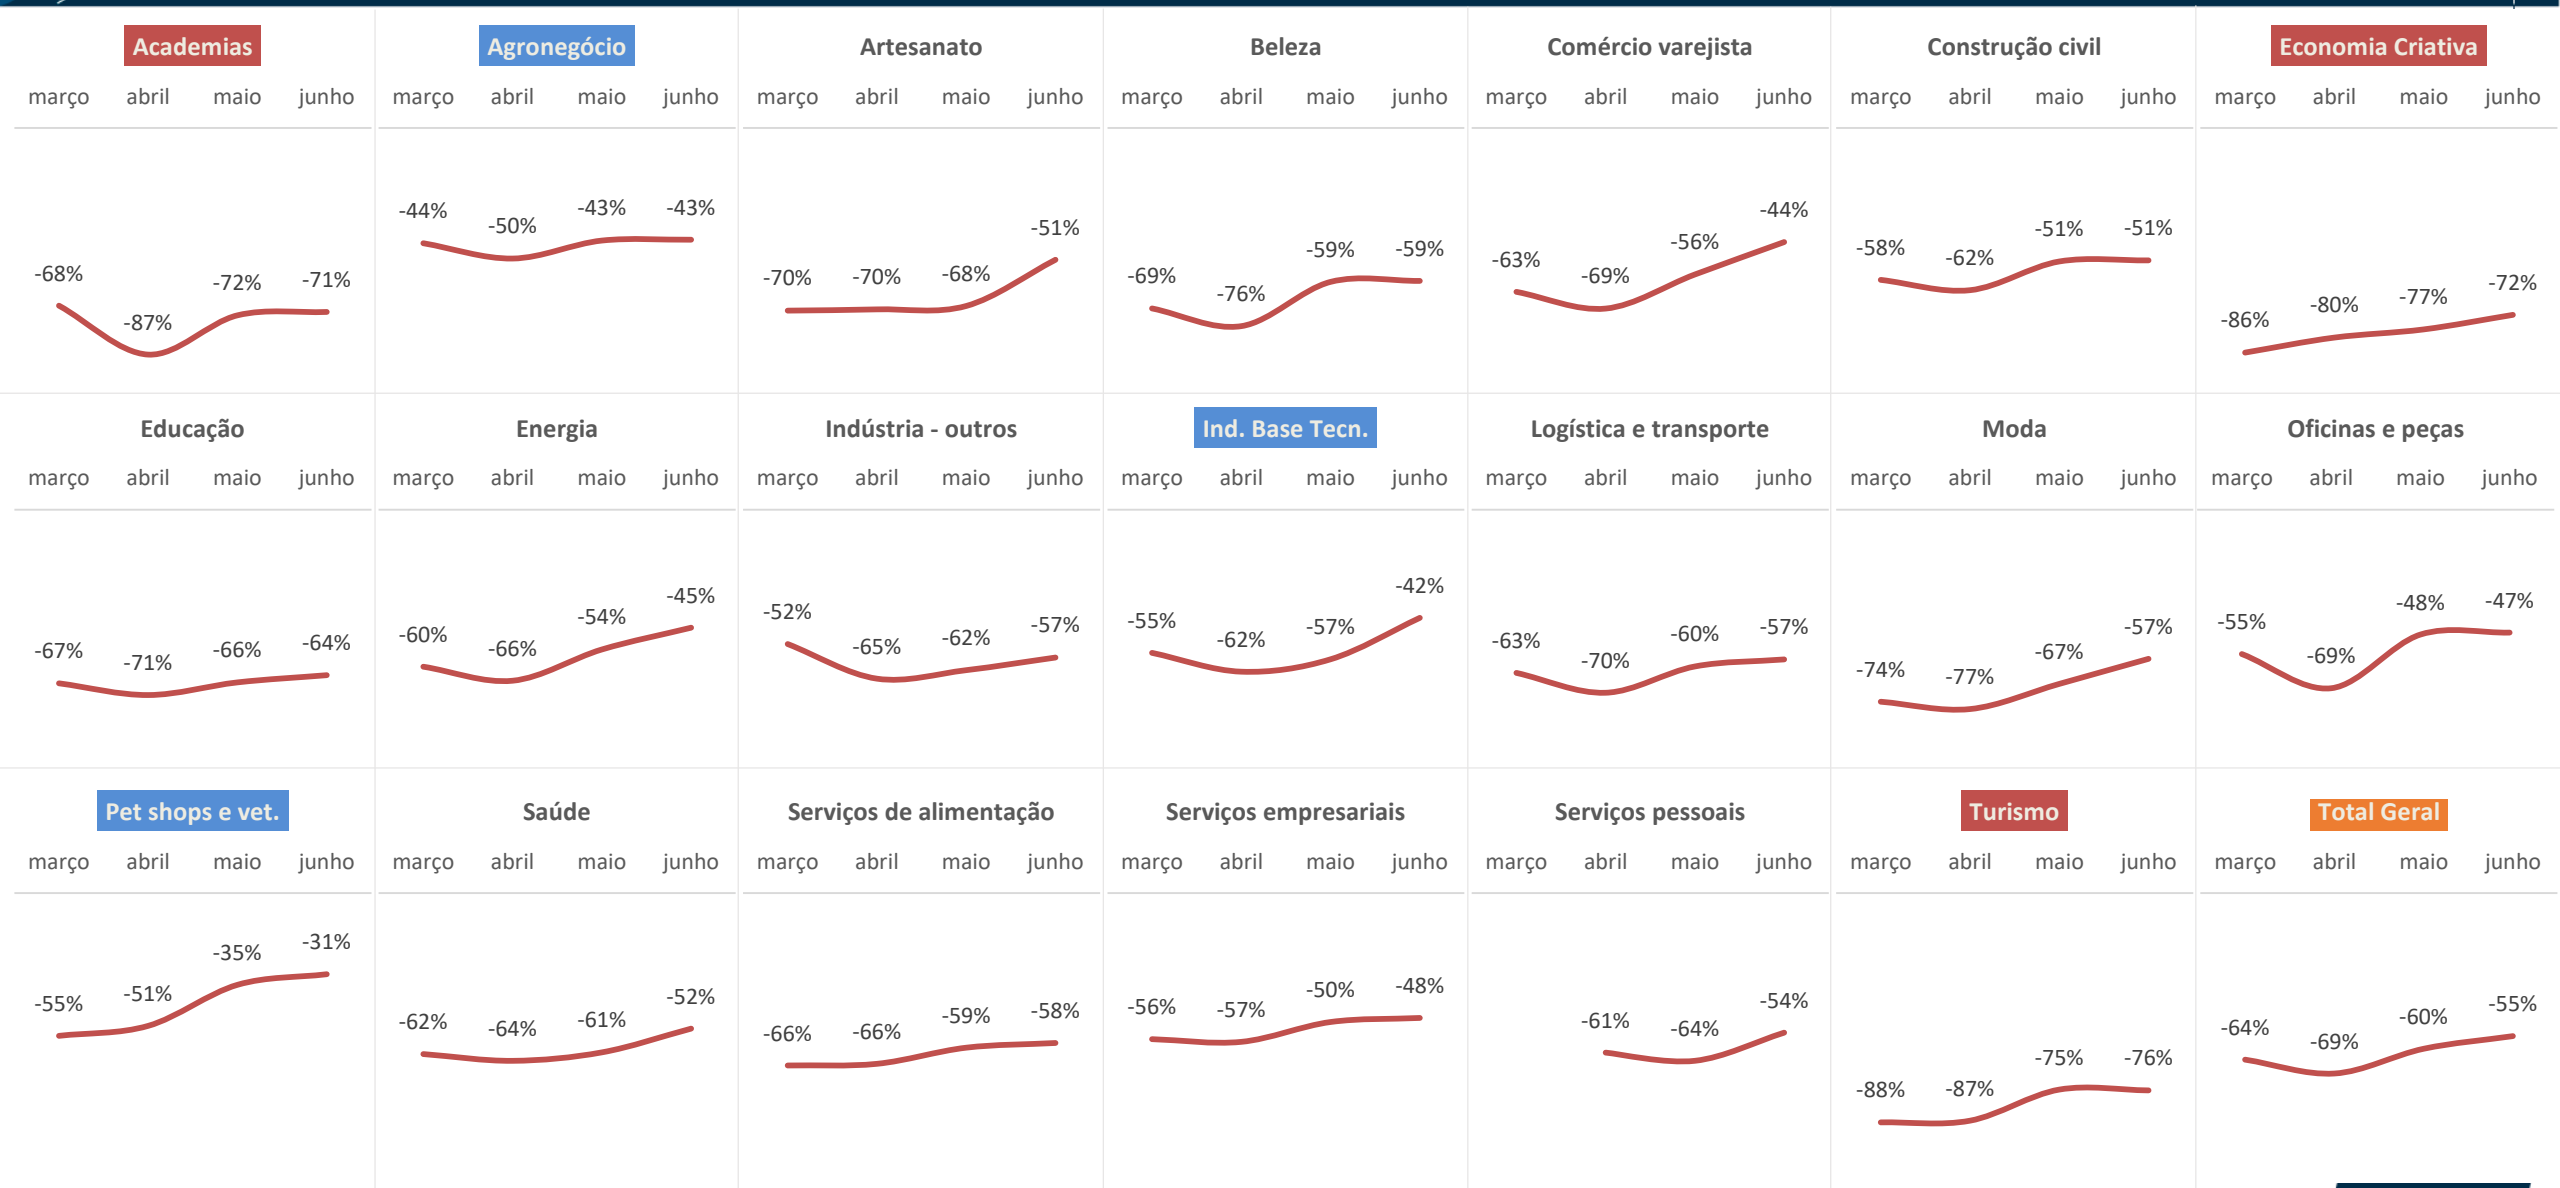 Academias Agronegócio Artesanato Beleza Comércio varejista Construção civil Economia Criativa
março abril maio junho março abril maio junho março abril maio junho março abril maio junho março abril maio junho março abril maio junho março abril maio junho
-68% -87% -72% -71% -44% -50% -43% -43% -70% -70% -68% -51% -69% -76% -59% -59% -63% -69% -56% -44% -58% -62% -51% -51% -86% -80% -77% -72%
Educação Energia Indústria - outros Ind. Base Tecn. Logística e transporte Moda Oficinas e peças
março abril maio junho março abril maio junho março abril maio junho março abril maio junho março abril maio junho março abril maio junho março abril maio junho
-67% -71% -66% -64% -60% -66% -54% -45% -52% -65% -62% -57% -55% -62% -57% -42% -63% -70% -60% -57% -74% -77% -67% -57% -55% -69% -48% -47%
Pet shops e vet. Saúde Serviços de alimentação Serviços empresariais Serviços pessoais Turismo Total Geral
março abril maio junho março abril maio junho março abril maio junho março abril maio junho março abril maio junho março abril maio junho março abril maio junho
-55% -51% -35% -31% -62% -64% -61% -52% -66% -66% -59% -58% -56% -57% -50% -48% -61% -64% -54% -88% -87% -75% -76% -64% -69% -60% -55%